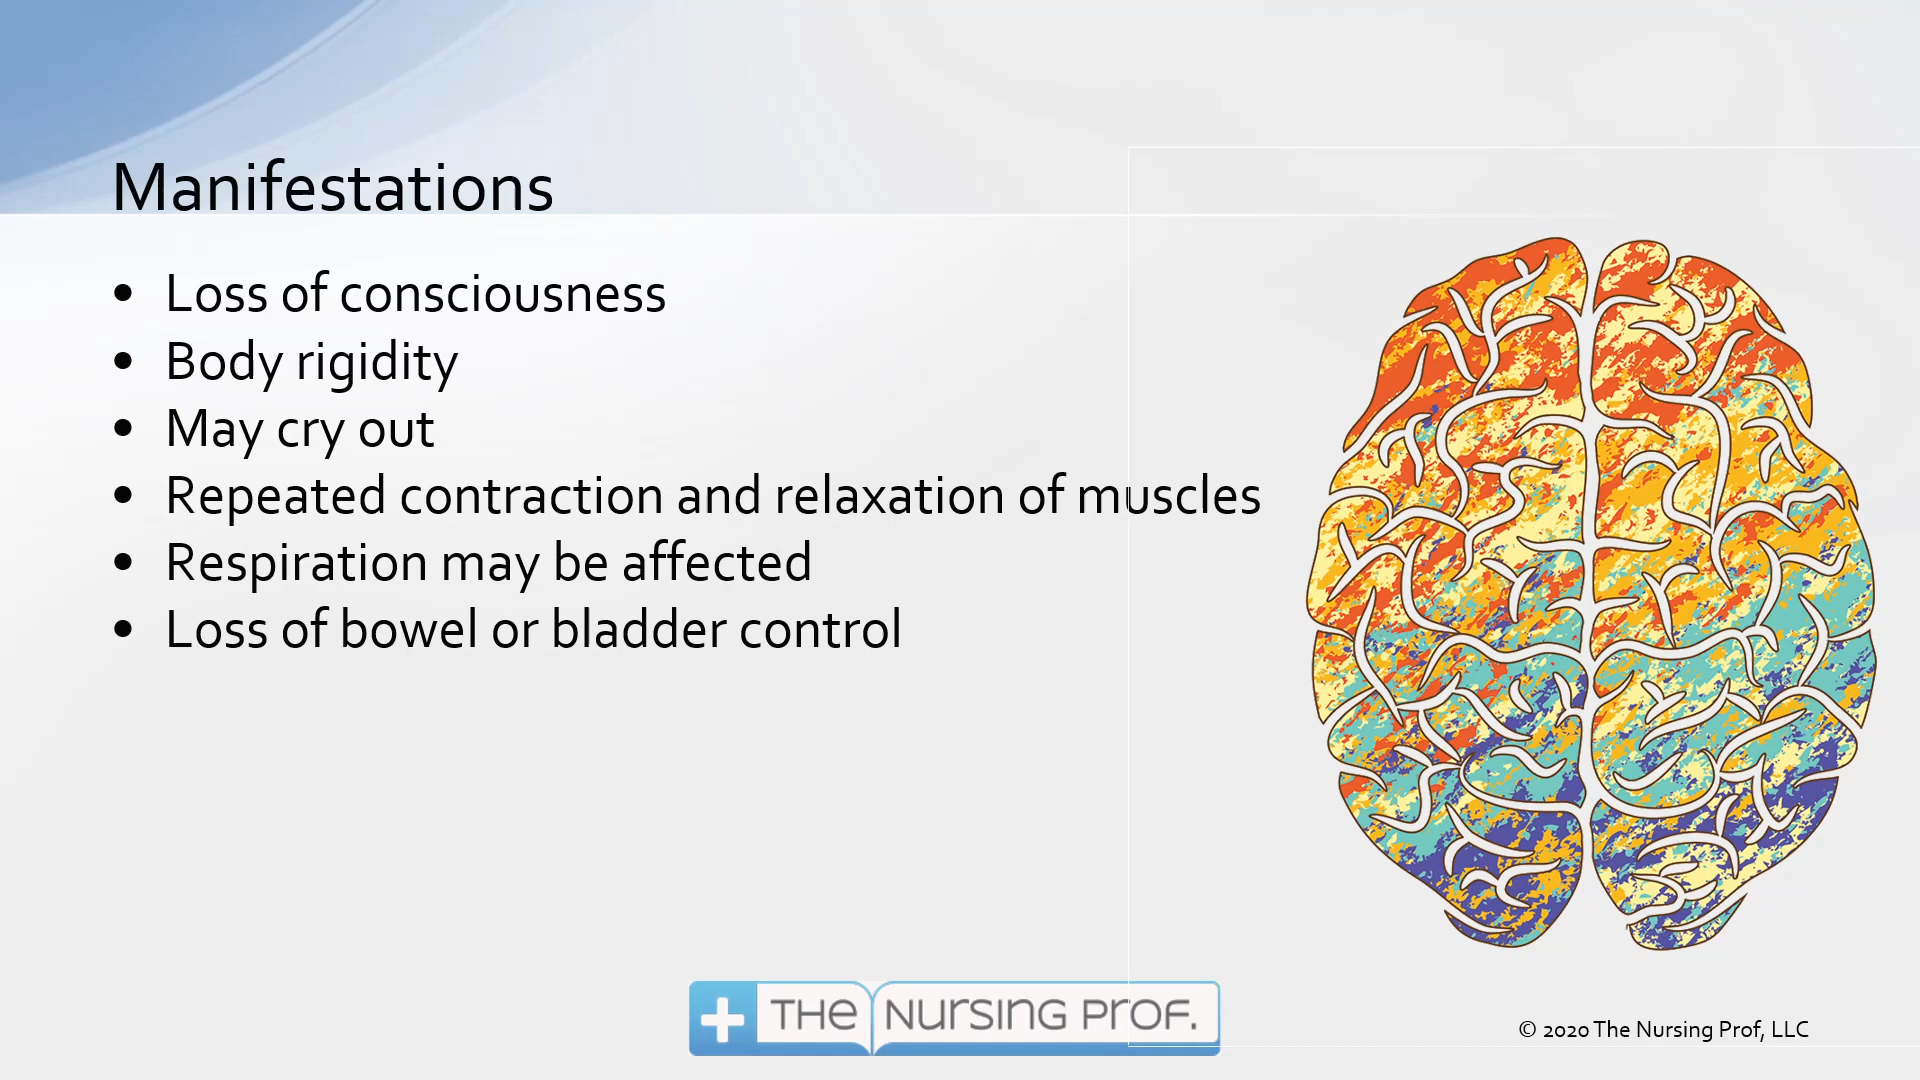 Manifestations
• Loss of consciousness
• Body rigidity
• May cry out
• Repeated contraction and relaxation of muscles
• Respiration may be affected
• Loss of bowel or bladder control
THE NURSING PROF.
© 2020 The Nursing Prof, LLC